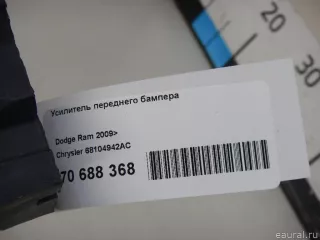 20
30
Усилитель переднего бампера
Dodge Ram 2009>
Chrysler 68104942AC
70 688 368
eaural.ru